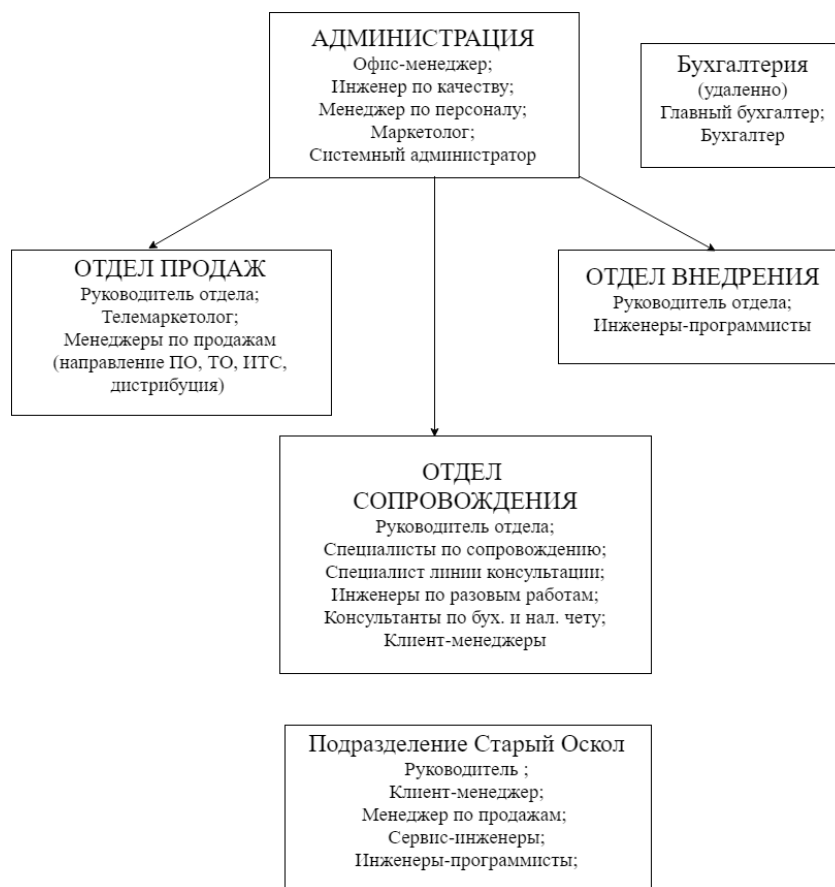 АДМИНИСТРАЦИЯ
Офис-менеджер;
Инженер по качеству;
Менеджер по персоналу;
Маркетолог;
Системный администратор
Бухгалтерия
(удаленно)
Главный бухгалтер;
Бухгалтер
ОТДЕЛ ПРОДАЖ
Руководитель отдела;
Телемаркетолог;
Менеджеры по продажам
(направление ПО, ТО, ИТС,
дистрибуция)
ОТДЕЛ ВНЕДРЕНИЯ
Руководитель отдела;
Инженеры-программисты
ОТДЕЛ
СОПРОВОЖДЕНИЯ
Руководитель отдела;
Специалисты по сопровождению;
Специалист линии консультации;
Инженеры по разовым работам;
Консультанты по бух. и нал. чету;
Клиент-менеджеры
Подразделение Старый Оскол
Руководитель ;
Клиент-менеджер;
Менеджер по продажам;
Сервис-инженеры;
Инженеры-программисты;